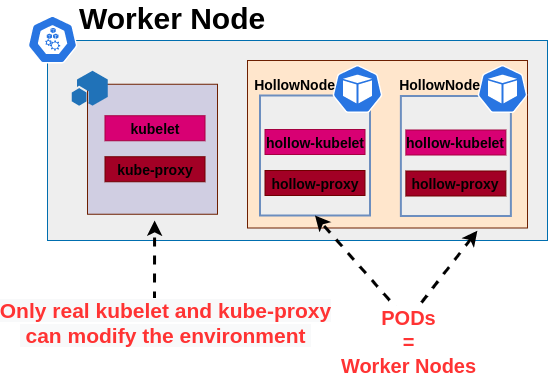 Worker Node
kubelet
kube-proxy
HollowNode
hollow-kubelet
hollow-proxy
HollowNode
hollow-kubelet
hollow-proxy
Only real kubelet and kube-proxy
can modify the environment
PODs
=
Worker Nodes